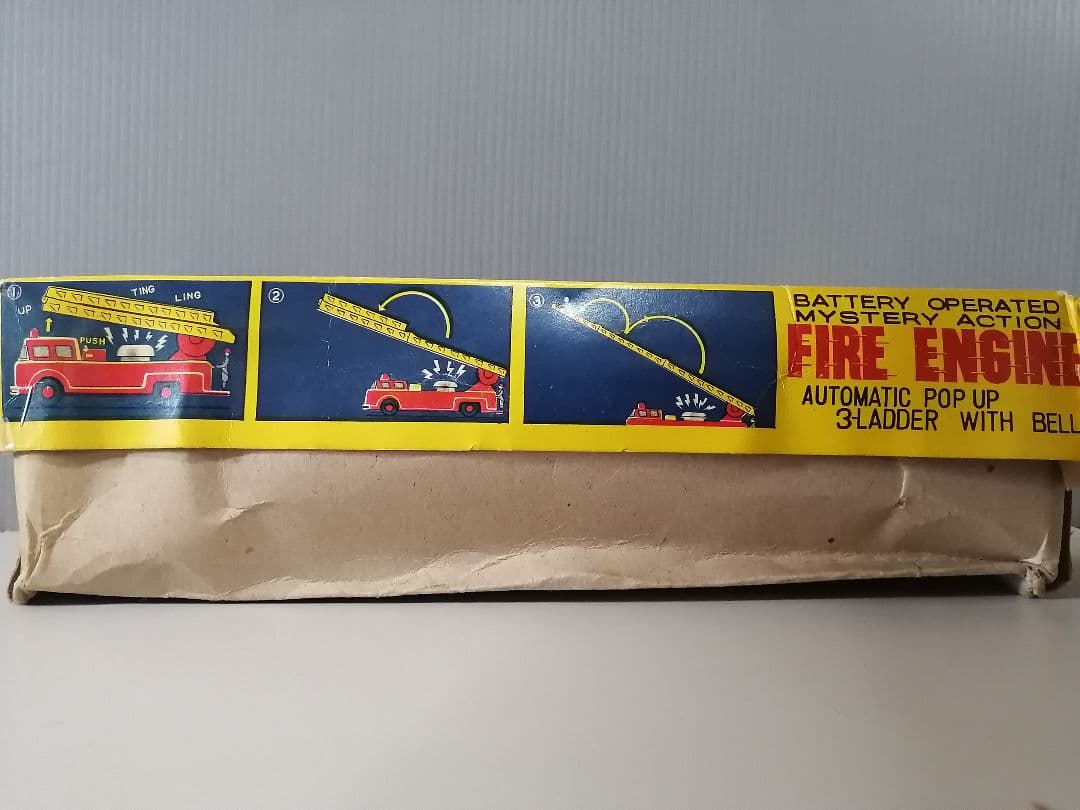 ①
UP
TING
LING
PUSH
②
③
BATTERY OPERATED
MYSTERY ACTION
FIRE ENGINE
AUTOMATIC POP UP
3-LADDER WITH BELL